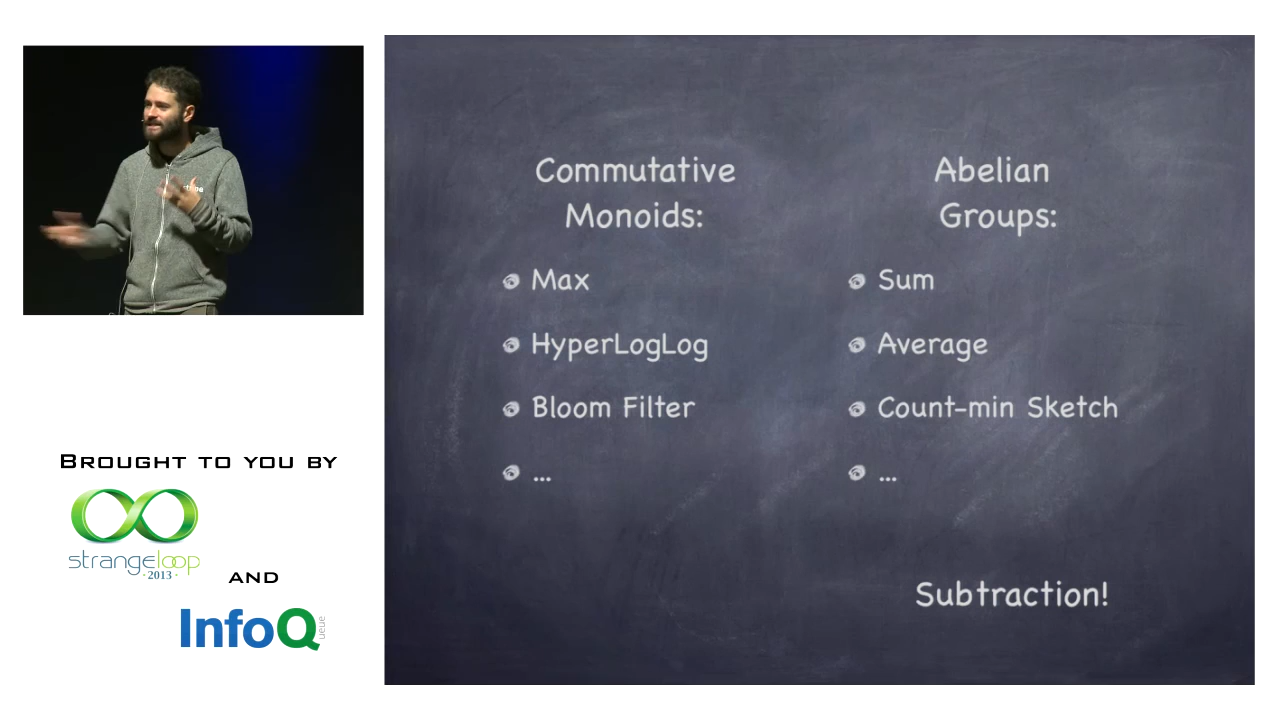 Commutative
Monoids:
Max
HyperLogLog
Bloom Filter
...
Abelian
Groups:
Sum
Average
Count-min Sketch
...
Subtraction!
BROUGHT TO YOU BY
strangeloop
·2013·
AND
InfoQ